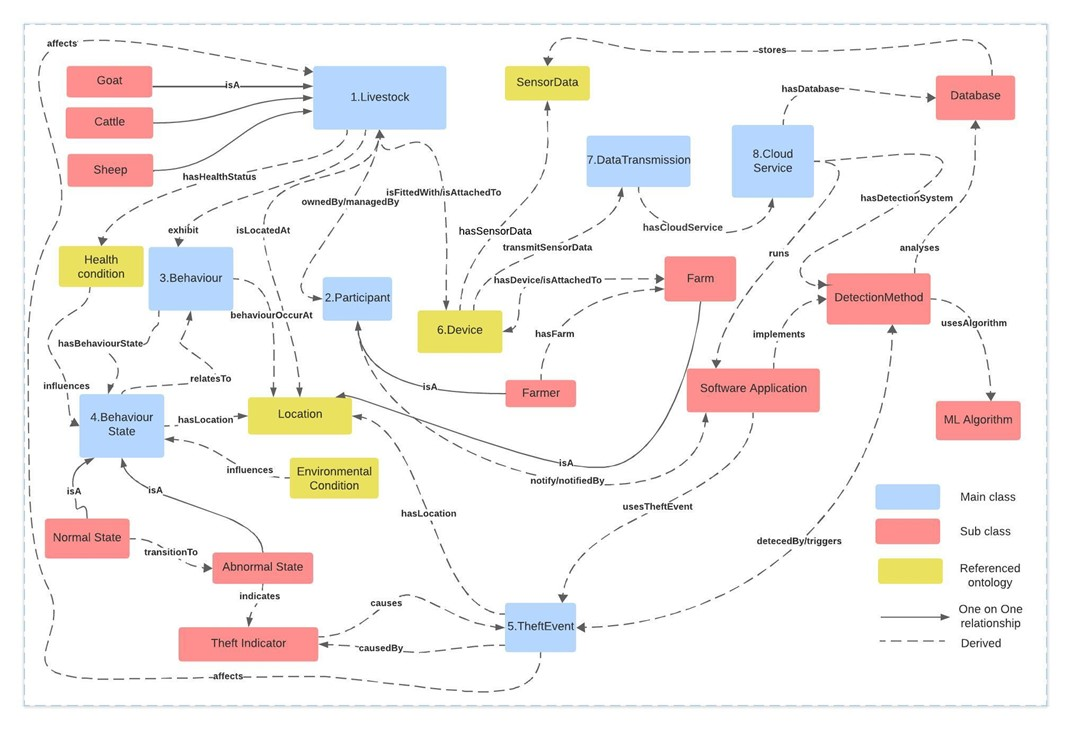 affects
stores
Goat
isA
1.Livestock
SensorData
hasDatabase
Database
Cattle
Sheep
7.DataTransmission
8.Cloud
Service
hasHealthStatus
isFittedWith/isAttachedTo
ownedBy/managedBy
hasDetectionSystem
exhibit
isLocatedAt
hasSensorData
hasCloudService
transmitSensorData
analyses
runs
Health
condition
3.Behaviour
hasDevice/isAttachedTo
Farm
2.Participant
DetectionMethod
behaviourOccurAt
6.Device
hasFarm
implements
usesAlgorithm
hasBehaviourState
relatesTo
influences
isA
Farmer
Software Application
4.Behaviour
State
hasLocation
Location
ML Algorithm
influences
Environmental
Condition
isA
notify/notifiedBy
isA
isA
hasLocation
usesTheftEvent
Main class
Normal State
transitionTo
Sub class
detecedBy/triggers
Abnormal State
Referenced
ontology
indicates
causes
One on One
relationship
Theft Indicator
5.TheftEvent
causedBy
Derived
affects